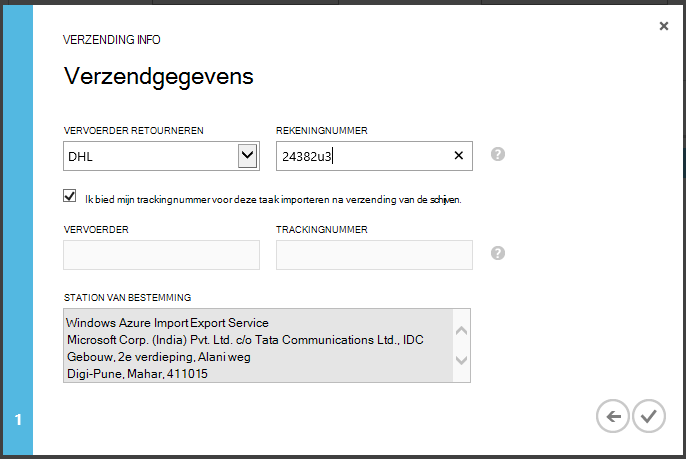 VERZENDING INFO
Verzendgegevens
VERVOERDER RETOURNEREN
REKENINGNUMMER
DHL
24382u3
Ik bied mijn trackingnummer voor deze taak importeren na verzending van de schijven.
VERVOERDER
TRACKINGNUMMER
STATION VAN BESTEMMING
Windows Azure Import Export Service
Microsoft Corp. (India) Pvt. Ltd. c/o Tata Communications Ltd., IDC
Gebouw, 2e verdieping, Alani weg
Digi-Pune, Mahar, 411015
1